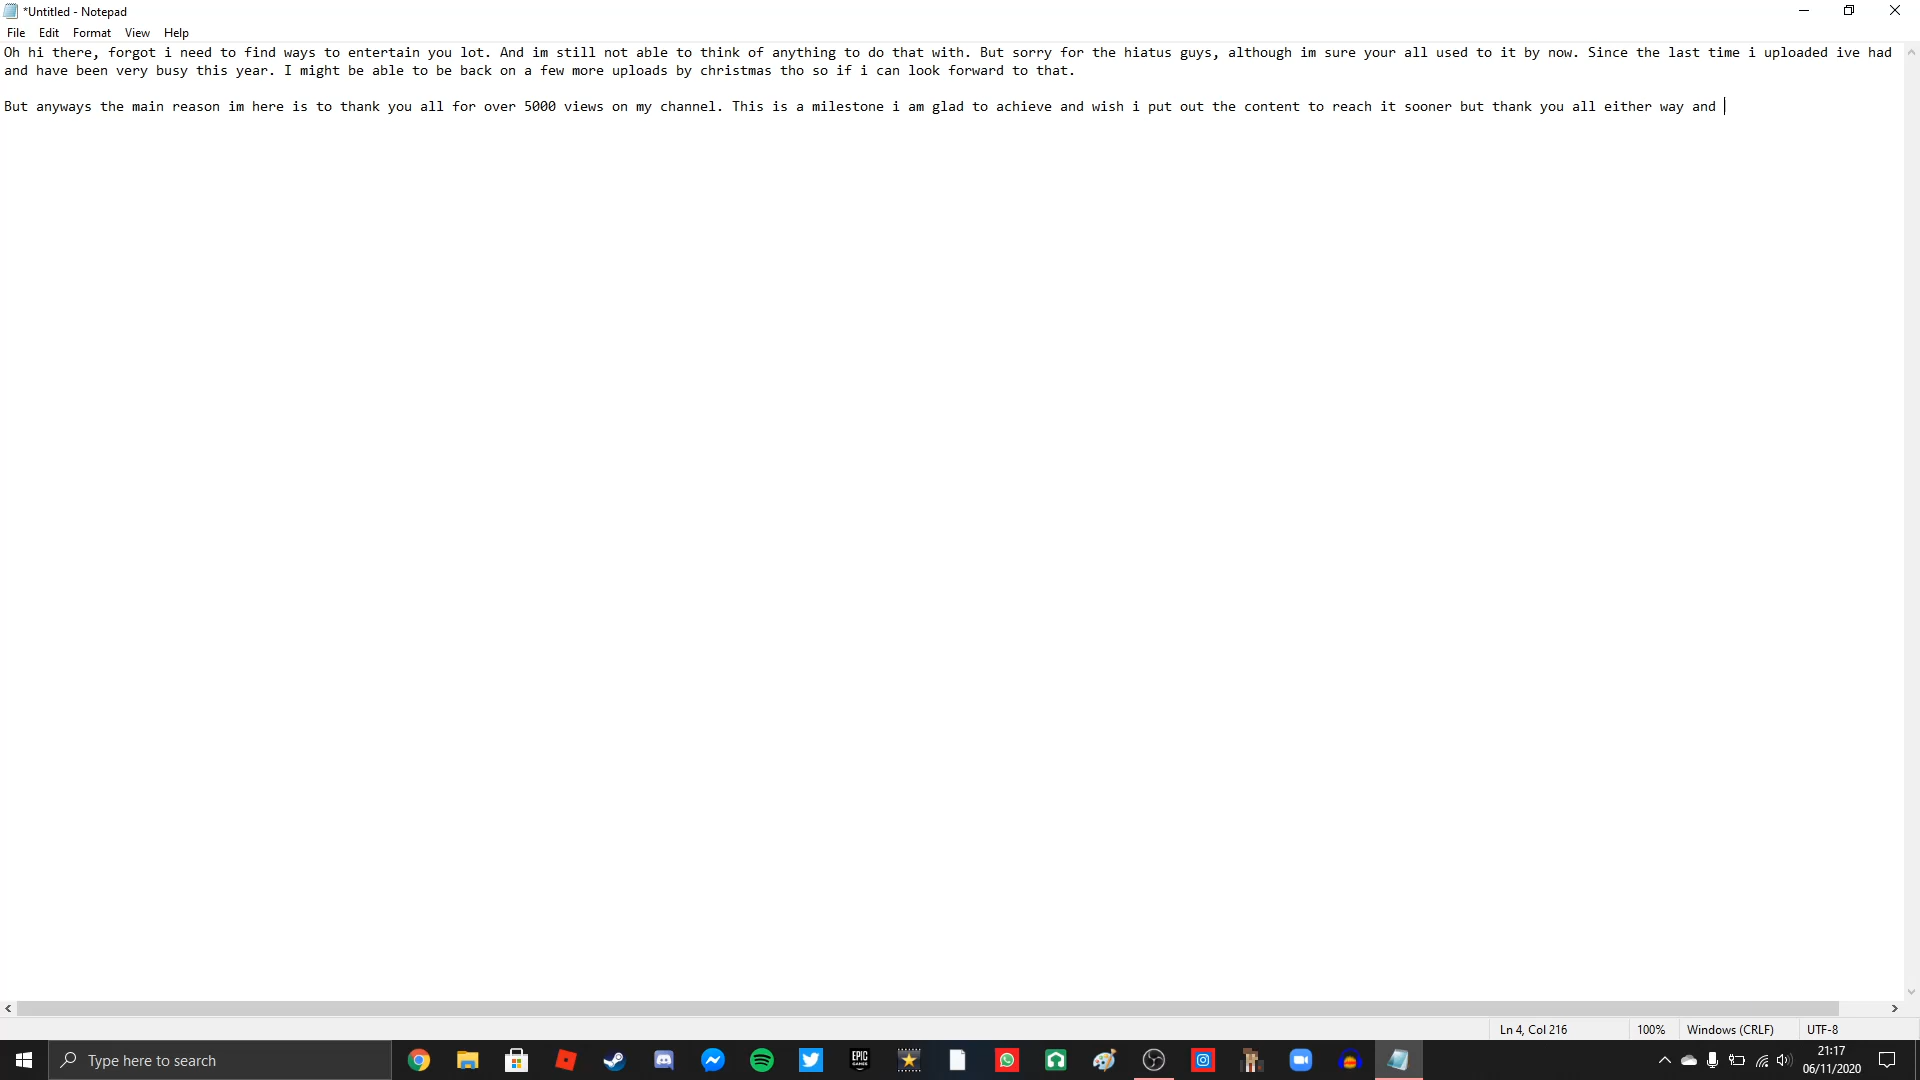 *Untitled - Notepad
File Edit Format View Help
Oh hi there, forgot i need to find ways to entertain you lot. And im still not able to think of anything to do that with. But sorry for the hiatus guys, although im sure your all used to it by now. Since the last time i uploaded ive had
and have been very busy this year. I might be able to be back on a few more uploads by christmas tho so if i can look forward to that.
But anyways the main reason im here is to thank you all for over 5000 views on my channel. This is a milestone i am glad to achieve and wish i put out the content to reach it sooner but thank you all either way and
Ln 4, Col 216 100% Windows (CRLF) UTF-8
Type here to search
EPIC GAMES
21:17
06/11/2020